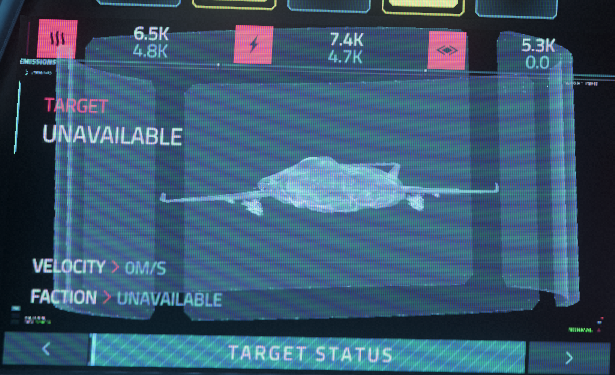 6.5K
4.8K
7.4K
4.7K
5.3K
0.0
EMISSIONS
TARGET
UNAVAILABLE
VELOCITY > 0M/S
FACTION > UNAVAILABLE
< TARGET STATUS >